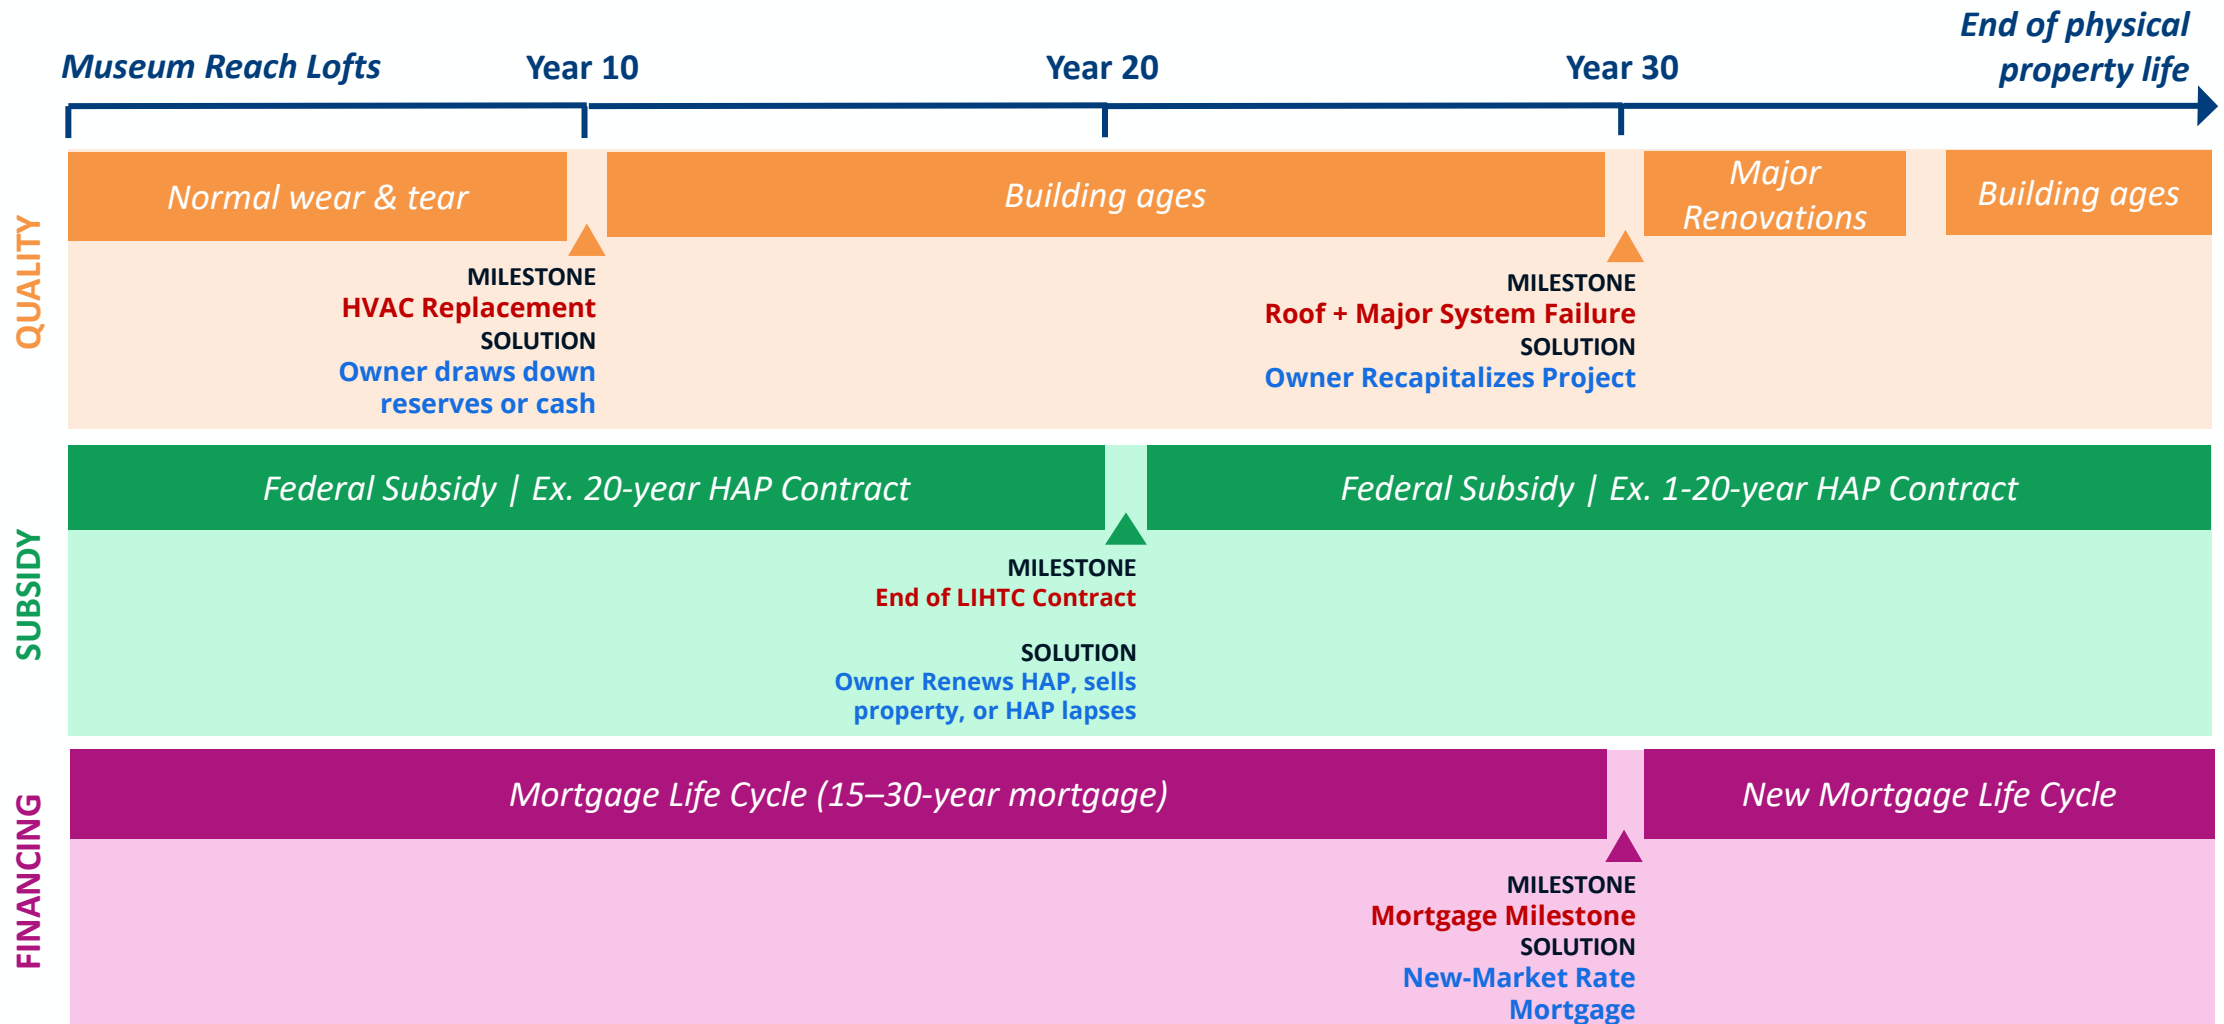 End of physical
property life
Museum Reach Lofts
Year 10
Year 20
Year 30
QUALITY
Normal wear & tear
Building ages
Major
Renovations
Building ages
MILESTONE
HVAC Replacement
SOLUTION
Owner draws down
reserves or cash
MILESTONE
Roof + Major System Failure
SOLUTION
Owner Recapitalizes Project
SUBSIDY
Federal Subsidy | Ex. 20-year HAP Contract
Federal Subsidy | Ex. 1-20-year HAP Contract
MILESTONE
End of LIHTC Contract
SOLUTION
Owner Renews HAP, sells
property, or HAP lapses
FINANCING
Mortgage Life Cycle (15–30-year mortgage)
New Mortgage Life Cycle
MILESTONE
Mortgage Milestone
SOLUTION
New-Market Rate
Mortgage